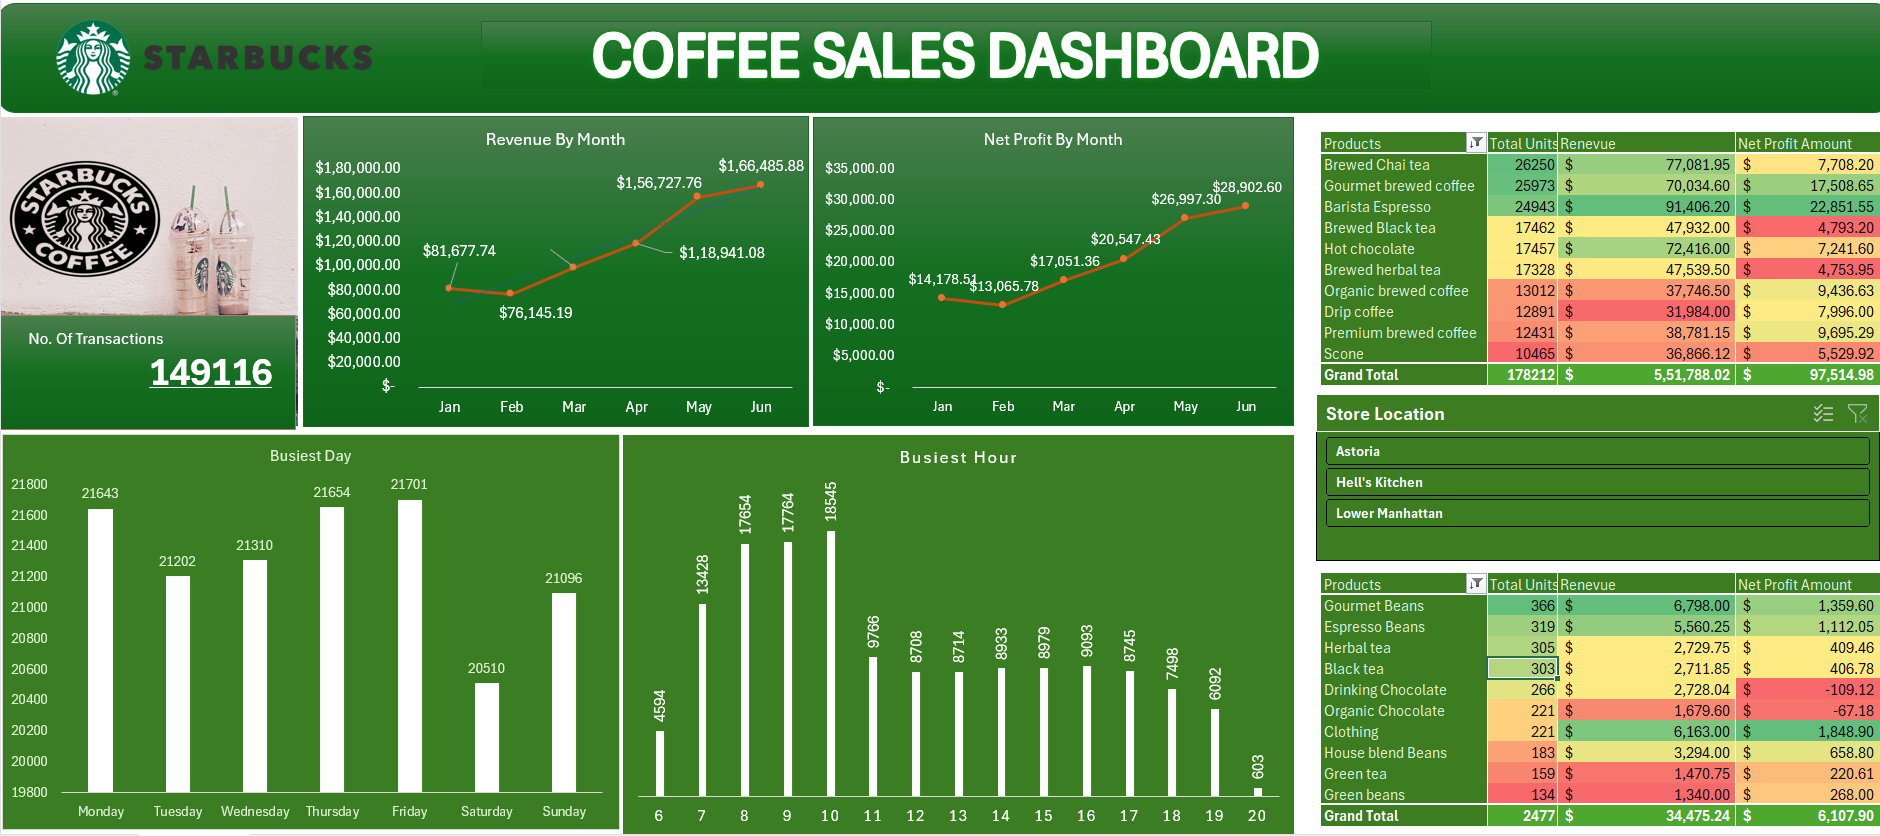 STARBUCKS
COFFEE SALES DASHBOARD
STARBUCKS
COFFEE
No. Of Transactions
149116
Revenue By Month
$1,80,000.00
$1,60,000.00
$1,40,000.00
$1,20,000.00
$1,00,000.00
$80,000.00
$60,000.00
$40,000.00
$20,000.00
$-
$81,677.74
$76,145.19
$1,18,941.08
$1,56,727.76
$1,66,485.88
Jan Feb Mar Apr May Jun
Net Profit By Month
$35,000.00
$30,000.00
$25,000.00
$20,000.00
$15,000.00
$10,000.00
$5,000.00
$-
$14,178.51
$13,065.78
$17,051.36
$20,547.43
$26,997.30
$28,902.60
Jan Feb Mar Apr May Jun
Products Total Units Renevue Net Profit Amount
Brewed Chai tea 26250 $ 77,081.95 $ 7,708.20
Gourmet brewed coffee 25973 $ 70,034.60 $ 17,508.65
Barista Espresso 24943 $ 91,406.20 $ 22,851.55
Brewed Black tea 17462 $ 47,932.00 $ 4,793.20
Hot chocolate 17457 $ 72,416.00 $ 7,241.60
Brewed herbal tea 17328 $ 47,539.50 $ 4,753.95
Organic brewed coffee 13012 $ 37,746.50 $ 9,436.63
Drip coffee 12891 $ 31,984.00 $ 7,996.00
Premium brewed coffee 12431 $ 38,781.15 $ 9,695.29
Scone 10465 $ 36,866.12 $ 5,529.92
Grand Total 178212 $ 5,51,788.02 $ 97,514.98
Store Location
Astoria
Hell's Kitchen
Lower Manhattan
Busiest Day
21800
21600
21400
21200
21000
20800
20600
20400
20200
20000
19800
21643
21202
21310
21654
21701
20510
21096
Monday Tuesday Wednesday Thursday Friday Saturday Sunday
Busiest Hour
4594
13428
17654
17764
18545
9766
8708
8714
8933
8979
9093
8745
7498
6092
603
6 7 8 9 10 11 12 13 14 15 16 17 18 19 20
Products Total Units Renevue Net Profit Amount
Gourmet Beans 366 $ 6,798.00 $ 1,359.60
Espresso Beans 319 $ 5,560.25 $ 1,112.05
Herbal tea 305 $ 2,729.75 $ 409.46
Black tea 303 $ 2,711.85 $ 406.78
Drinking Chocolate 266 $ 2,728.04 $ -109.12
Organic Chocolate 221 $ 1,679.60 $ -67.18
Clothing 221 $ 6,163.00 $ 1,848.90
House blend Beans 183 $ 3,294.00 $ 658.80
Green tea 159 $ 1,470.75 $ 220.61
Green beans 134 $ 1,340.00 $ 268.00
Grand Total 2477 $ 34,475.24 $ 6,107.90